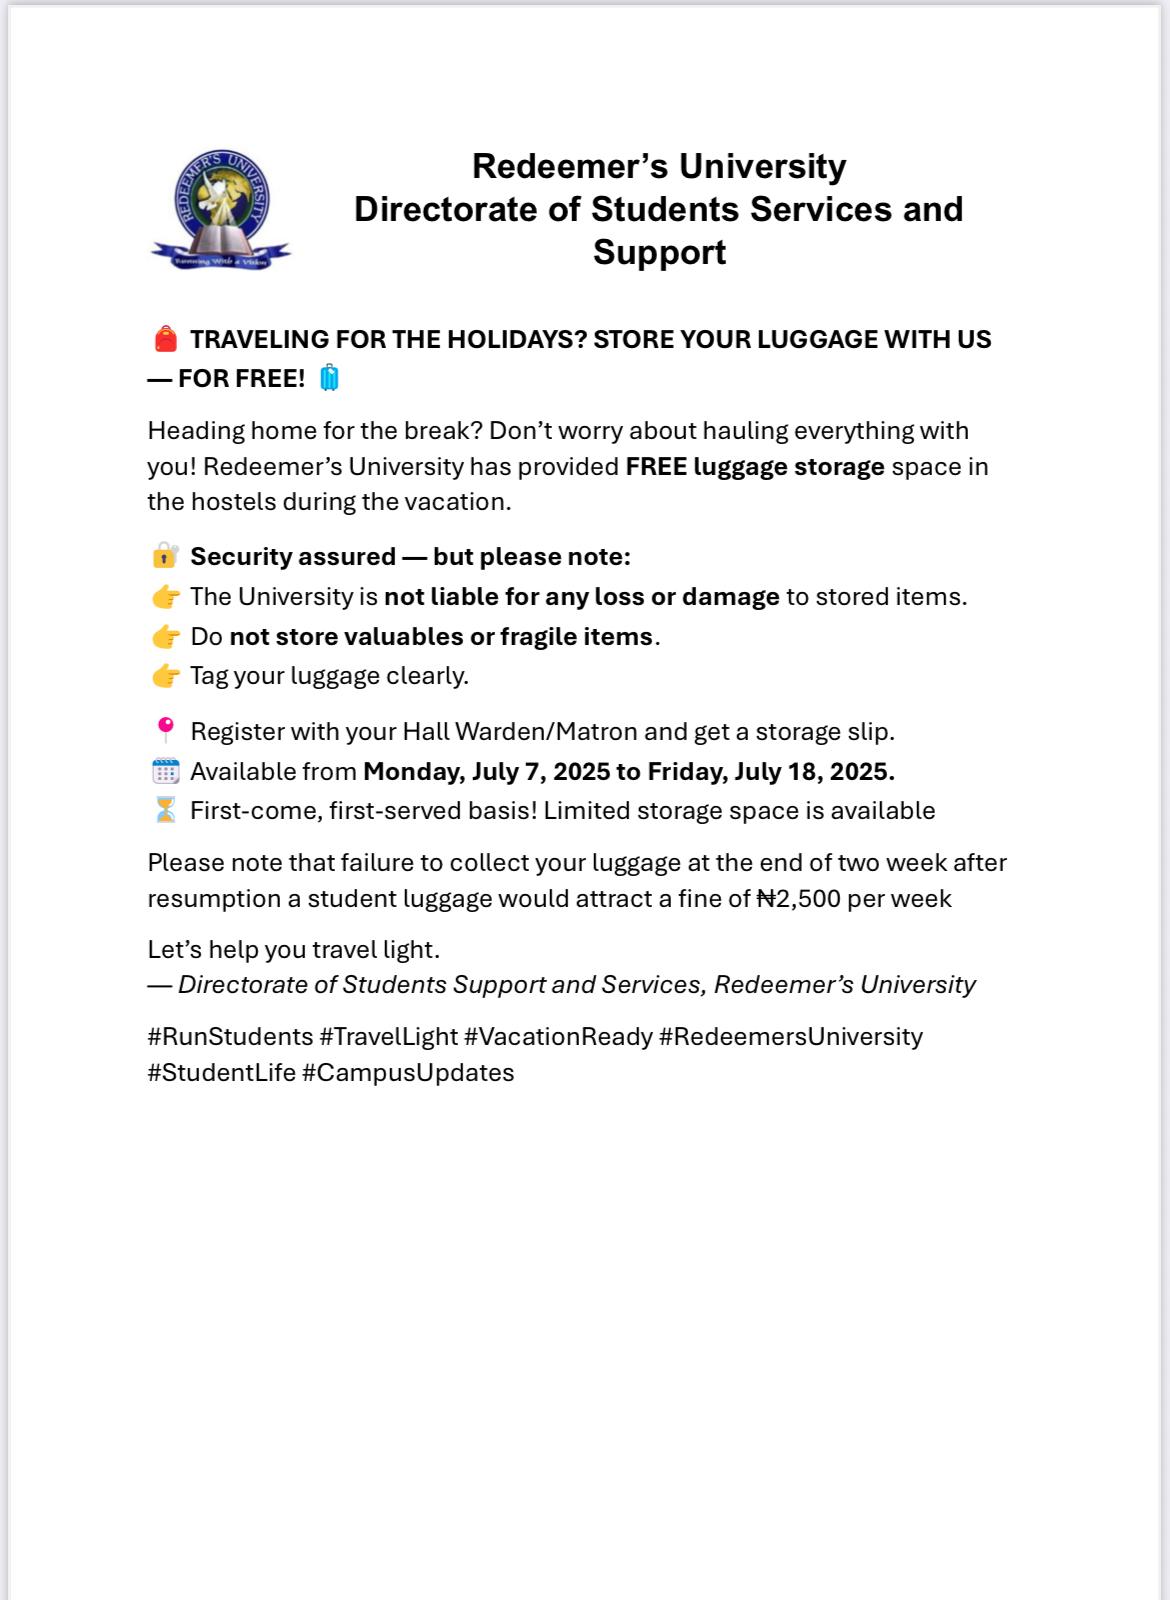 REDEEMER'S UNIVERSITY
Running With a Vision
Redeemer’s University
Directorate of Students Services and
Support
🎒 TRAVELING FOR THE HOLIDAYS? STORE YOUR LUGGAGE WITH US
— FOR FREE! 🧳
Heading home for the break? Don’t worry about hauling everything with
you! Redeemer’s University has provided FREE luggage storage space in
the hostels during the vacation.
🔐 Security assured — but please note:
👉 The University is not liable for any loss or damage to stored items.
👉 Do not store valuables or fragile items.
👉 Tag your luggage clearly.
📍 Register with your Hall Warden/Matron and get a storage slip.
🗓️ Available from Monday, July 7, 2025 to Friday, July 18, 2025.
⏳ First-come, first-served basis! Limited storage space is available
Please note that failure to collect your luggage at the end of two week after
resumption a student luggage would attract a fine of ₦2,500 per week
Let’s help you travel light.
— Directorate of Students Support and Services, Redeemer’s University
#RunStudents #TravelLight #VacationReady #RedeemersUniversity
#StudentLife #CampusUpdates